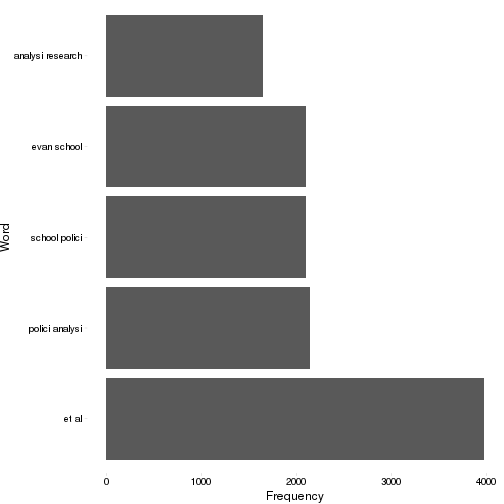 analysi research
evan school
school polici
polici analysi
et al
Word
0 1000 2000 3000 4000
Frequency